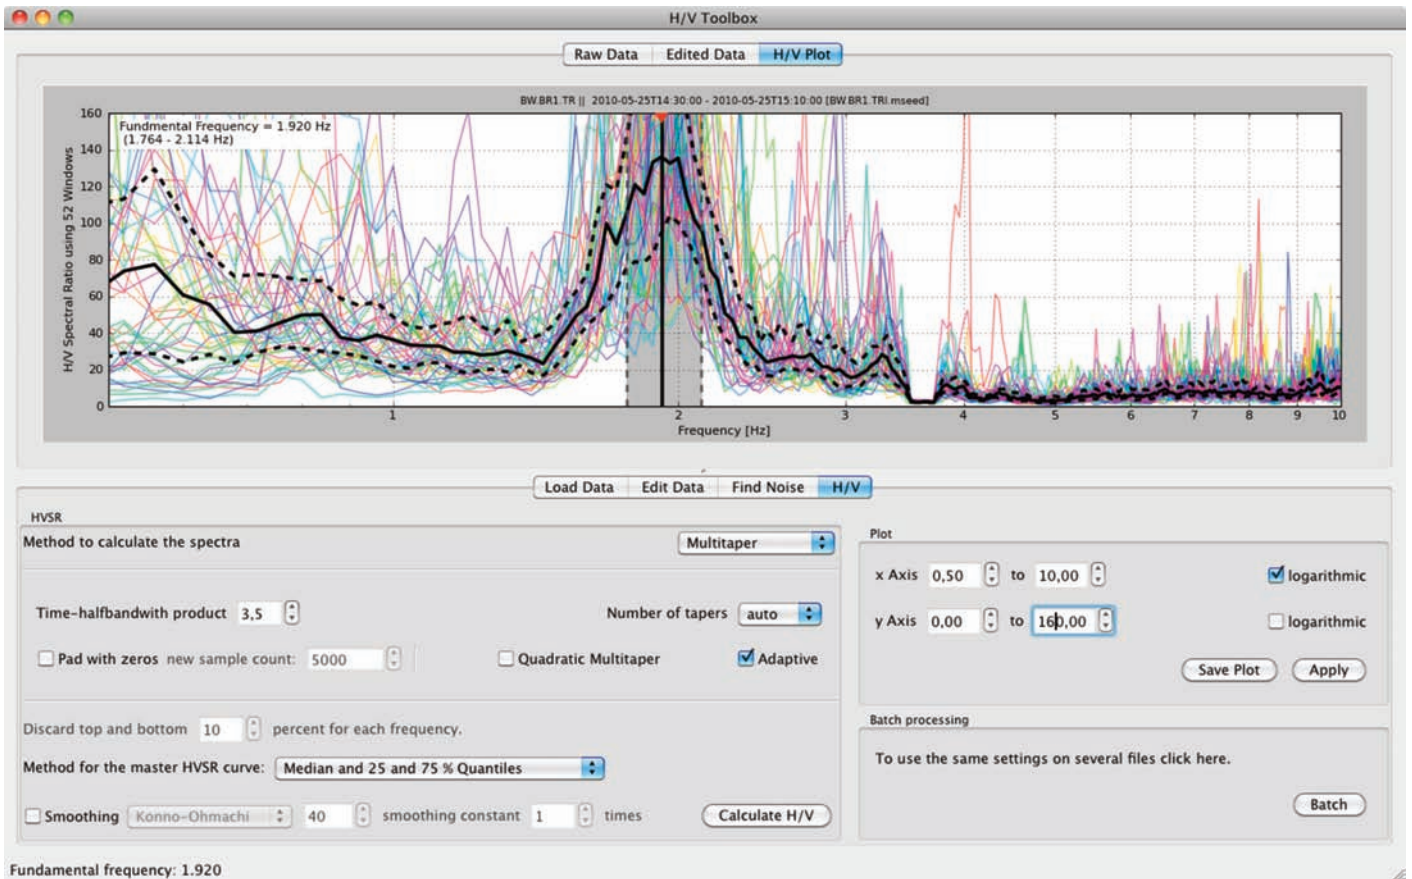 H/V Toolbox
Raw Data Edited Data H/V Plot
BW.BR1.TR || 2010-05-25T14:30:00 - 2010-05-25T15:10:00 [BW.BR1.TRI.mseed]
Fundmental Frequency = 1.920 Hz
(1.764 - 2.114 Hz)
160
140
120
100
80
60
40
20
0
H/V Spectral Ratio using 52 Windows
1 2 3 4 5 6 7 8 9 10
Frequency [Hz]
Load Data Edit Data Find Noise H/V
HVSR
Method to calculate the spectra Multitaper
Time-halfbandwith product 3,5 Number of tapers auto
Pad with zeros new sample count: 5000 Quadratic Multitaper Adaptive
Discard top and bottom 10 percent for each frequency.
Method for the master HVSR curve: Median and 25 and 75 % Quantiles
Smoothing Konno-Ohmachi 40 smoothing constant 1 times Calculate H/V
Plot
x Axis 0,50 to 10,00 logarithmic
y Axis 0,00 to 160,00 logarithmic
Save Plot Apply
Batch processing
To use the same settings on several files click here.
Batch
Fundamental frequency: 1.920